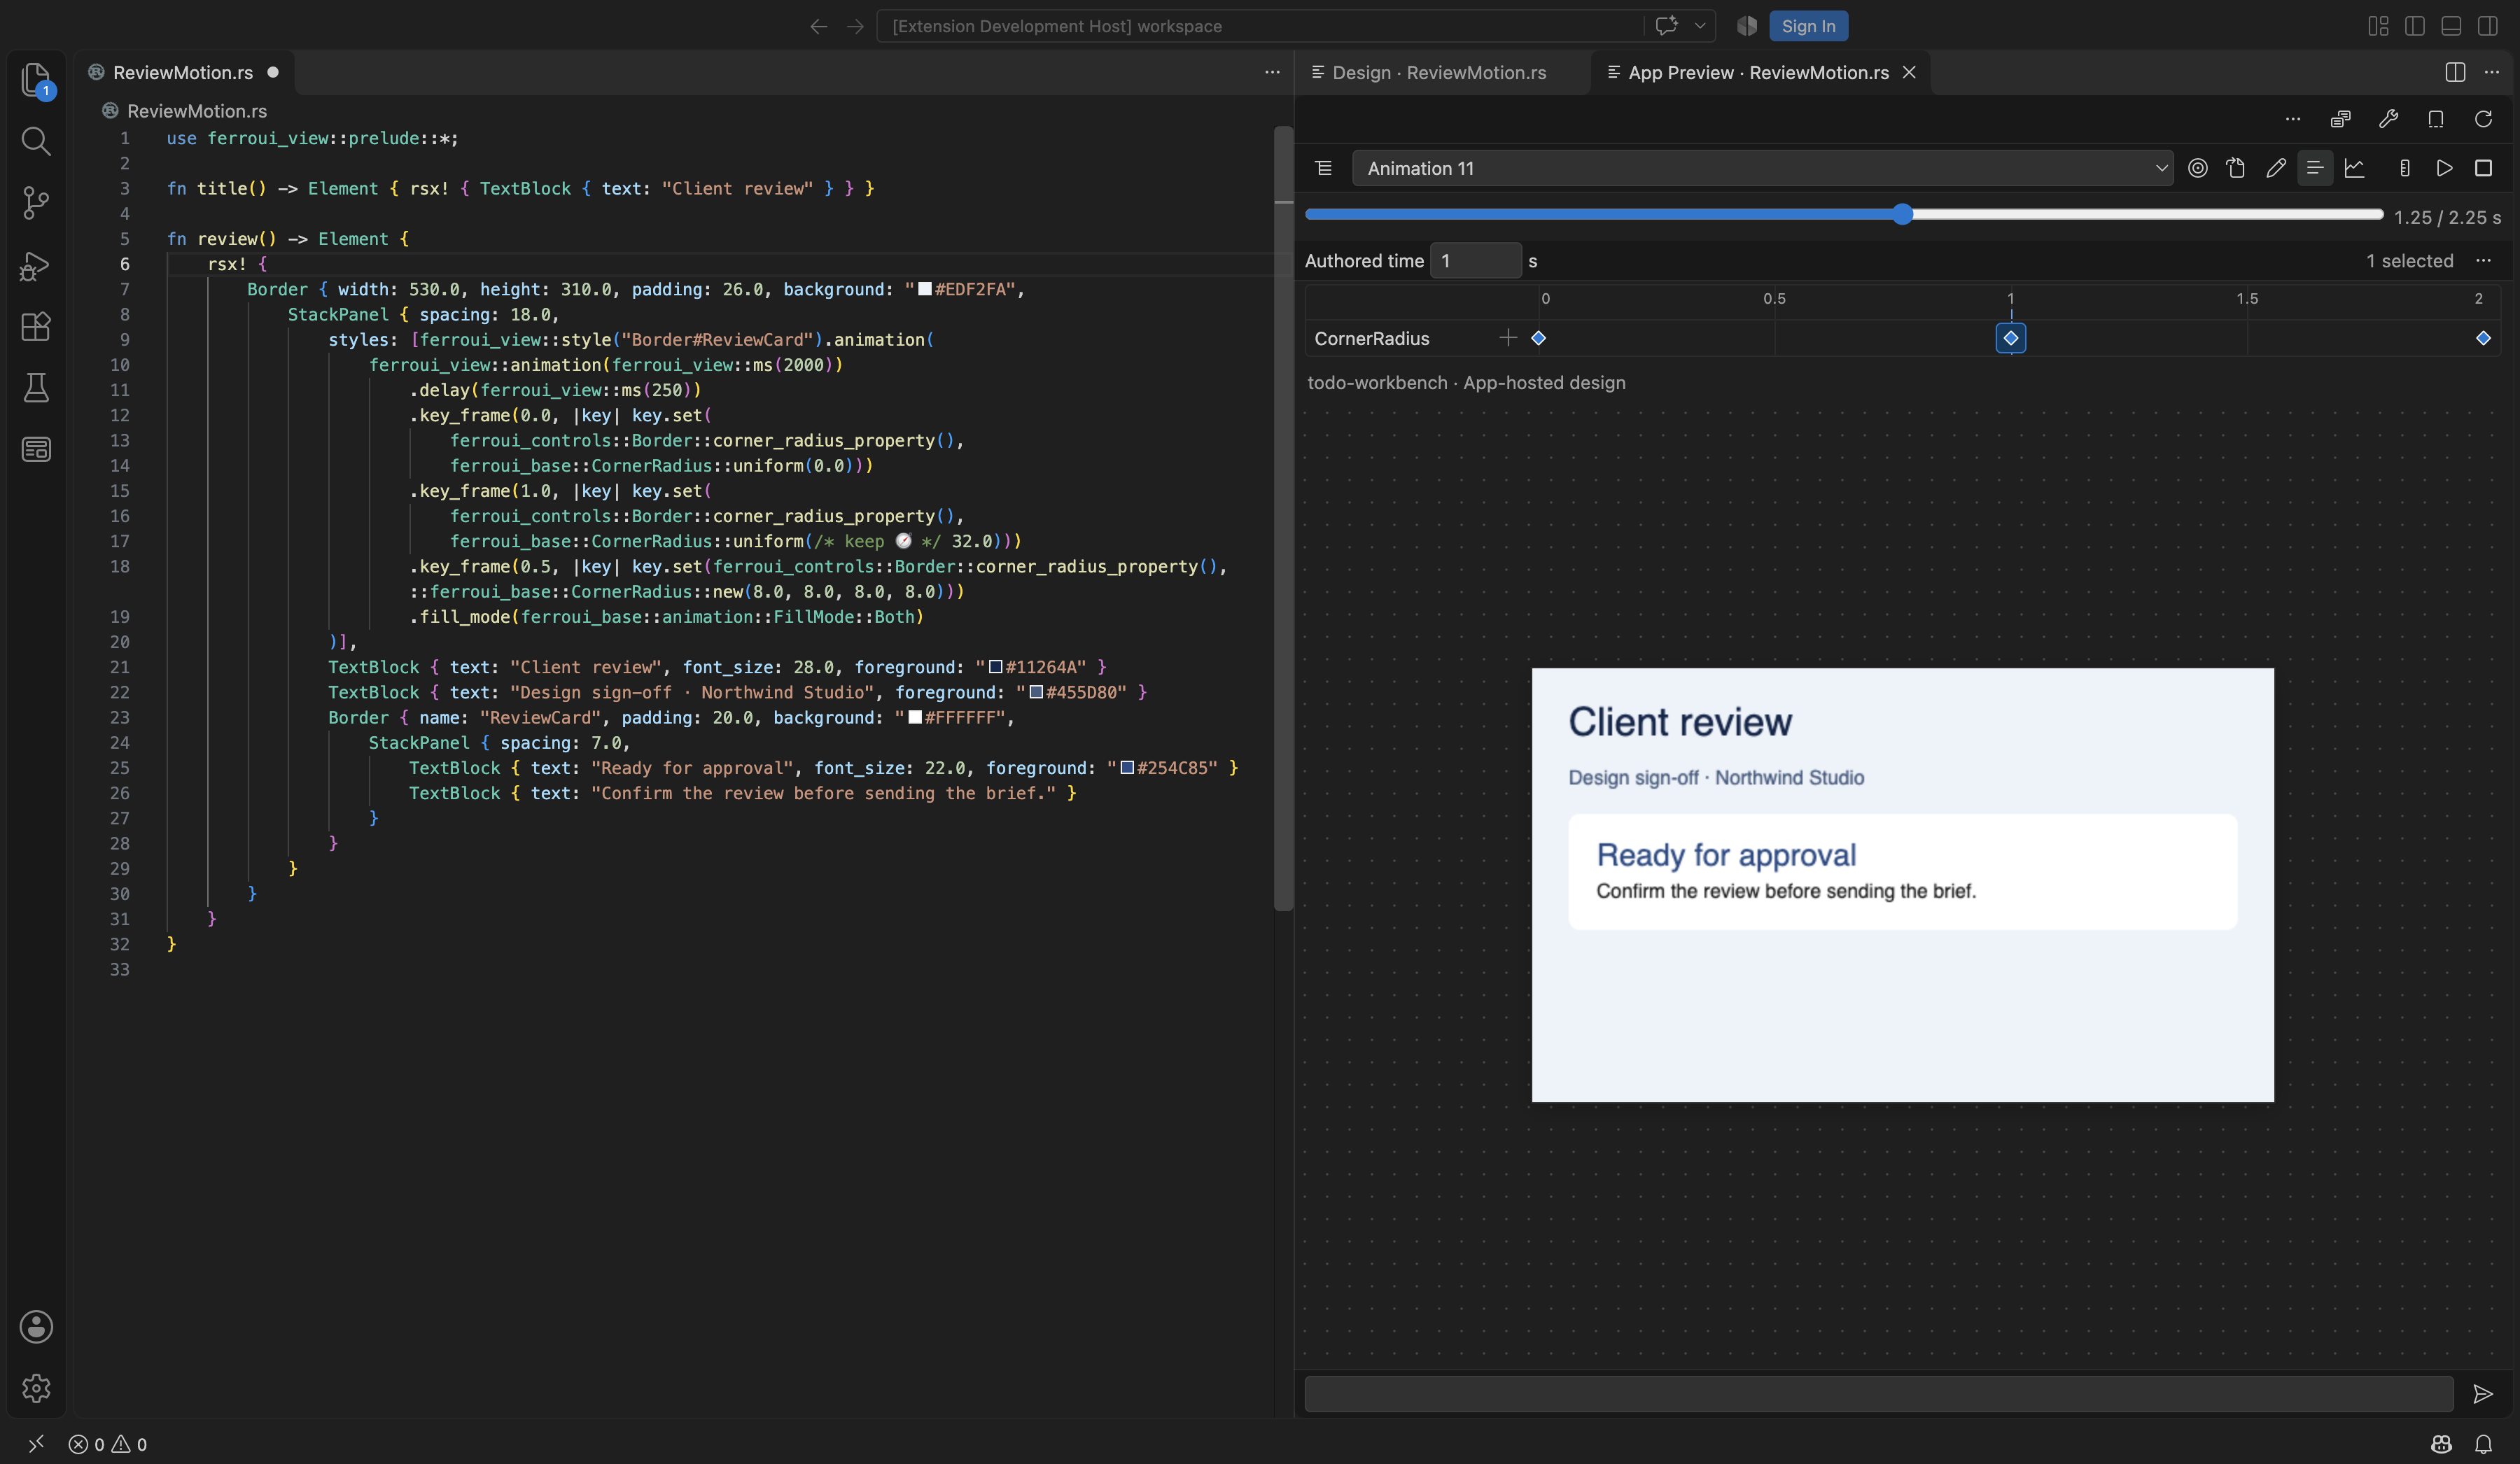 [Extension Development Host] workspace
Sign In
1
ReviewMotion.rs
Design · ReviewMotion.rs
App Preview · ReviewMotion.rs
ReviewMotion.rs
1 use ferroui_view::prelude::*;
2
3 fn title() -> Element { rsx! { TextBlock { text: "Client review" } } }
4
5 fn review() -> Element {
6 rsx! {
7 Border { width: 530.0, height: 310.0, padding: 26.0, background: "#EDF2FA",
8 StackPanel { spacing: 18.0,
9 styles: [ferroui_view::style("Border#ReviewCard").animation(
10 ferroui_view::animation(ferroui_view::ms(2000))
11 .delay(ferroui_view::ms(250))
12 .key_frame(0.0, |key| key.set(
13 ferroui_controls::Border::corner_radius_property(),
14 ferroui_base::CornerRadius::uniform(0.0)))
15 .key_frame(1.0, |key| key.set(
16 ferroui_controls::Border::corner_radius_property(),
17 ferroui_base::CornerRadius::uniform(/* keep 🧭 */ 32.0)))
18 .key_frame(0.5, |key| key.set(ferroui_controls::Border::corner_radius_property(),
::ferroui_base::CornerRadius::new(8.0, 8.0, 8.0, 8.0)))
19 .fill_mode(ferroui_base::animation::FillMode::Both)
20 )],
21 TextBlock { text: "Client review", font_size: 28.0, foreground: "#11264A" }
22 TextBlock { text: "Design sign-off · Northwind Studio", foreground: "#455D80" }
23 Border { name: "ReviewCard", padding: 20.0, background: "#FFFFFF",
24 StackPanel { spacing: 7.0,
25 TextBlock { text: "Ready for approval", font_size: 22.0, foreground: "#254C85" }
26 TextBlock { text: "Confirm the review before sending the brief." }
27 }
28 }
29 }
30 }
31 }
32 }
33
Animation 11
1.25 / 2.25 s
Authored time 1 s
1 selected
0 0.5 1 1.5 2
CornerRadius
todo-workbench · App-hosted design
Client review
Design sign-off · Northwind Studio
Ready for approval
Confirm the review before sending the brief.
0 0